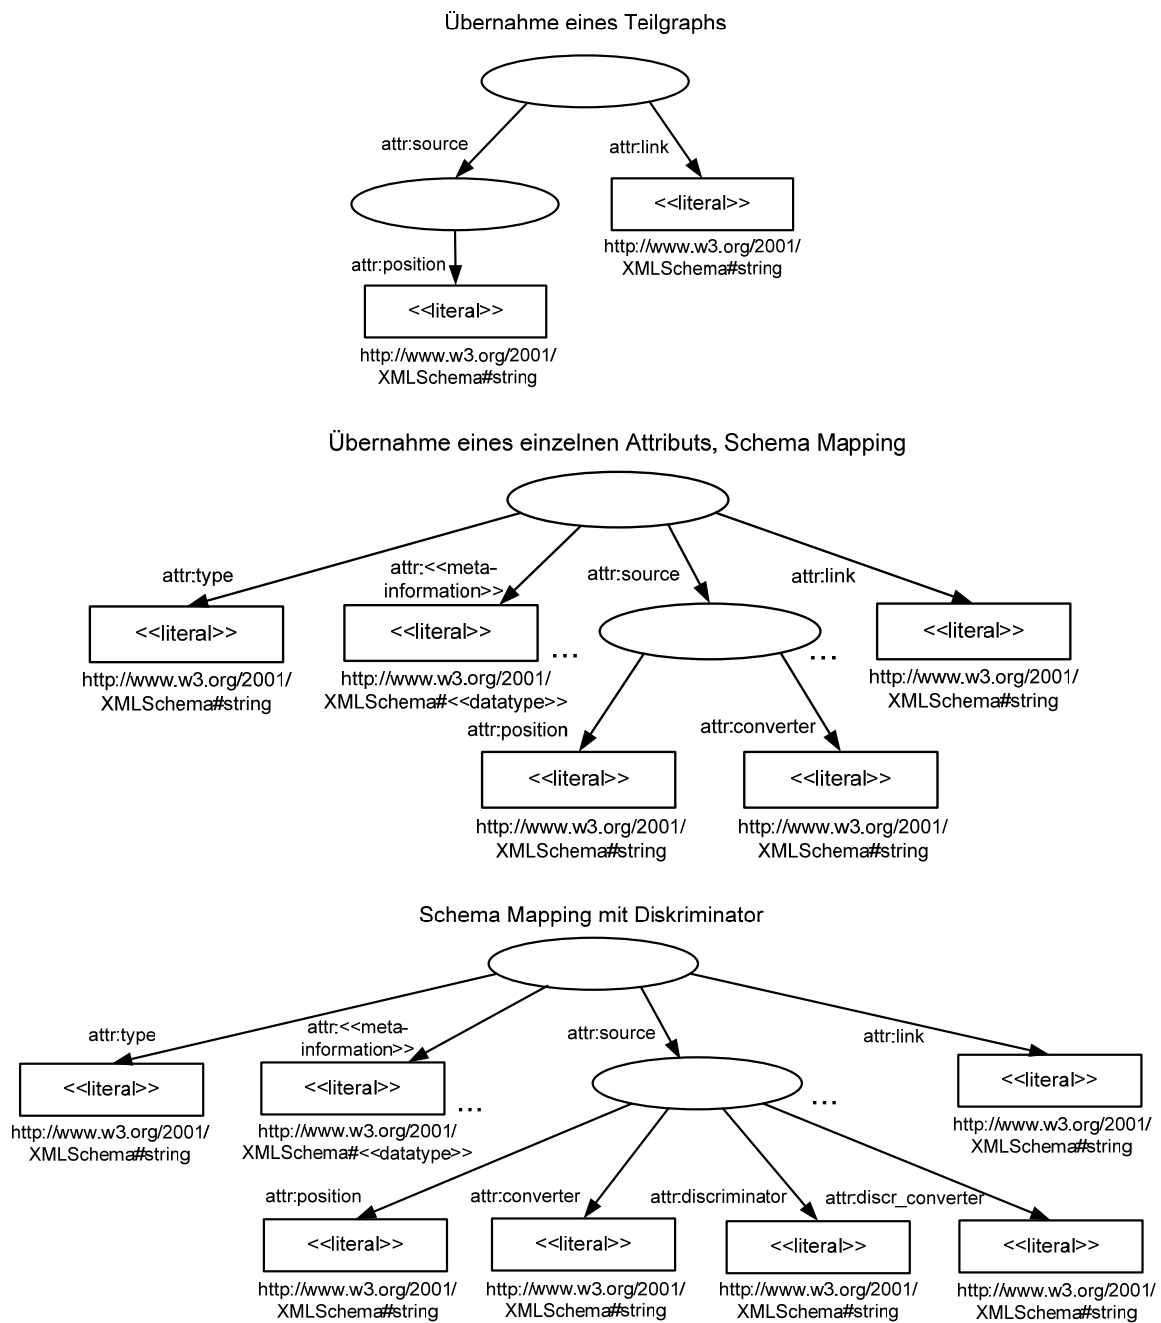 Übernahme eines Teilgraphs
attr:source
attr:link
<<literal>>
http://www.w3.org/2001/
XMLSchema#string
attr:position
<<literal>>
http://www.w3.org/2001/
XMLSchema#string
Übernahme eines einzelnen Attributs, Schema Mapping
attr:type
attr:<<meta-
information>>
attr:source
attr:link
<<literal>>
http://www.w3.org/2001/
XMLSchema#string
<<literal>>
...
http://www.w3.org/2001/
XMLSchema#<<datatype>>
...
<<literal>>
http://www.w3.org/2001/
XMLSchema#string
attr:position
attr:converter
<<literal>>
http://www.w3.org/2001/
XMLSchema#string
<<literal>>
http://www.w3.org/2001/
XMLSchema#string
Schema Mapping mit Diskriminator
attr:type
attr:<<meta-
information>>
attr:source
attr:link
<<literal>>
http://www.w3.org/2001/
XMLSchema#string
<<literal>>
...
http://www.w3.org/2001/
XMLSchema#<<datatype>>
...
<<literal>>
http://www.w3.org/2001/
XMLSchema#string
attr:position
attr:converter
attr:discriminator
attr:discr_converter
<<literal>>
http://www.w3.org/2001/
XMLSchema#string
<<literal>>
http://www.w3.org/2001/
XMLSchema#string
<<literal>>
http://www.w3.org/2001/
XMLSchema#string
<<literal>>
http://www.w3.org/2001/
XMLSchema#string